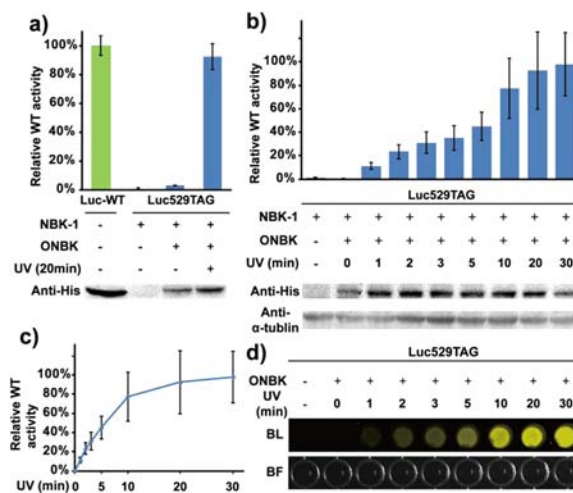 a)
Relative WT activity
100%
80%
60%
40%
20%
0%
Luc-WT Luc529TAG
NBK-1 - + + +
ONBK - - + +
UV (20min) +
Anti-His
b)
Relative WT activity
120%
100%
80%
60%
40%
20%
0%
Luc529TAG
NBK-1 + + + + + + + + +
ONBK - + + + + + + + +
UV (min) - 0 1 2 3 5 10 20 30
Anti-His
Anti-
α-tublin
c)
Relative WT
activity
100%
80%
60%
40%
20%
0%
0 5 10 20 30
UV (min)
d)
Luc529TAG
ONBK - + + + + + + + +
UV
(min) - 0 1 2 3 5 10 20 30
BL
BF